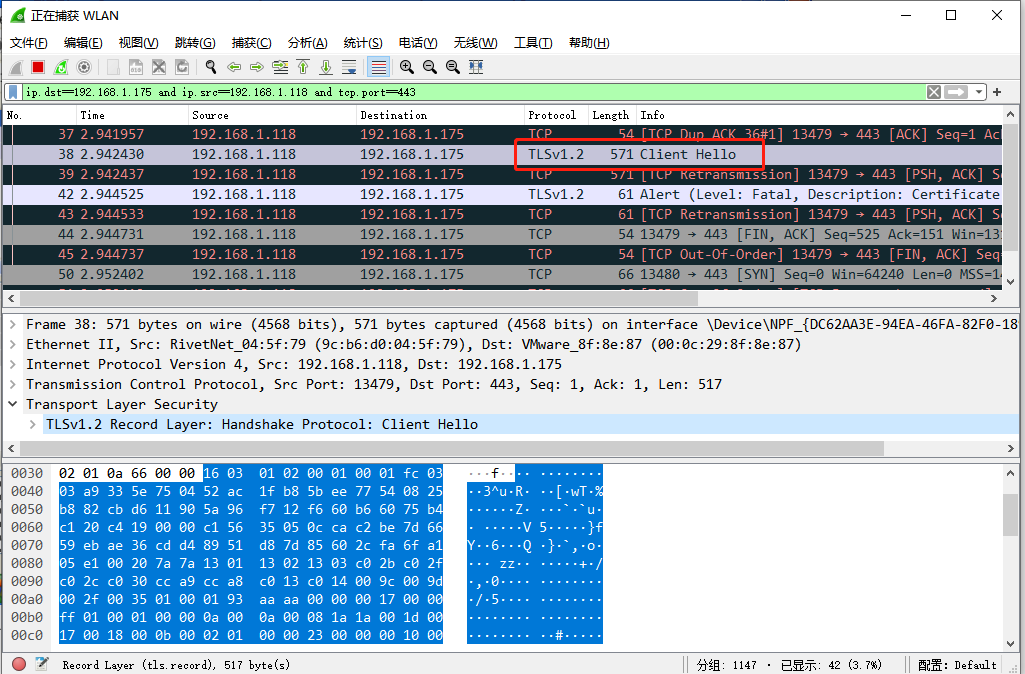 正在捕获 WLAN
文件(F) 编辑(E) 视图(V) 跳转(G) 捕获(C) 分析(A) 统计(S) 电话(Y) 无线(W) 工具(T) 帮助(H)
ip.dst==192.168.1.175 and ip.src==192.168.1.118 and tcp.port==443
No. Time Source Destination Protocol Length Info
37 2.941957 192.168.1.118 192.168.1.175 TCP 54 [TCP Dup ACK 36#1] 13479 → 443 [ACK] Seq=1 Ac
38 2.942430 192.168.1.118 192.168.1.175 TLSv1.2 571 Client Hello
39 2.942437 192.168.1.118 192.168.1.175 TCP 571 [TCP Retransmission] 13479 → 443 [PSH, ACK] S
42 2.944525 192.168.1.118 192.168.1.175 TLSv1.2 61 Alert (Level: Fatal, Description: Certificate
43 2.944533 192.168.1.118 192.168.1.175 TCP 61 [TCP Retransmission] 13479 → 443 [PSH, ACK] S
44 2.944731 192.168.1.118 192.168.1.175 TCP 54 13479 → 443 [FIN, ACK] Seq=525 Ack=151 Win=13
45 2.944737 192.168.1.118 192.168.1.175 TCP 54 [TCP Out-Of-Order] 13479 → 443 [FIN, ACK] Seq=
50 2.952402 192.168.1.118 192.168.1.175 TCP 66 13480 → 443 [SYN] Seq=0 Win=64240 Len=0 MSS=1
Frame 38: 571 bytes on wire (4568 bits), 571 bytes captured (4568 bits) on interface \Device\NPF_{DC62AA3E-94EA-46FA-82F0-18
Ethernet II, Src: RivetNet_04:5f:79 (9c:b6:d0:04:5f:79), Dst: VMware_8f:8e:87 (00:0c:29:8f:8e:87)
Internet Protocol Version 4, Src: 192.168.1.118, Dst: 192.168.1.175
Transmission Control Protocol, Src Port: 13479, Dst Port: 443, Seq: 1, Ack: 1, Len: 517
Transport Layer Security
TLSv1.2 Record Layer: Handshake Protocol: Client Hello
0030 02 01 0a 66 00 00 16 03 01 02 00 01 00 01 fc 03 ···f···· ········
0040 03 a9 33 5e 75 04 52 ac 1f b8 5b ee 77 54 08 25 ··3^u·R· ··[·wT·%
0050 b8 82 cb d6 11 90 5a 96 f7 12 f6 60 b6 60 75 b4 ······Z· ···`·`u·
0060 c1 20 c4 19 00 00 c1 56 35 05 0c ca c2 be 7d 66 · ·····V 5·····}f
0070 59 eb ae 36 cd d4 89 51 d8 7d 85 60 2c fa 6f a1 Y··6···Q ·}·`,·o·
0080 05 e1 00 20 7a 7a 13 01 13 02 13 03 c0 2b c0 2f ··· zz·· ·····+·/
0090 c0 2c c0 30 cc a9 cc a8 c0 13 c0 14 00 9c 00 9d ·,·0···· ········
00a0 00 2f 00 35 01 00 01 93 aa aa 00 00 00 17 00 00 ·/·5···· ········
00b0 ff 01 00 01 00 00 0a 00 0a 00 08 1a 1a 00 1d 00 ········ ········
00c0 17 00 18 00 0b 00 02 01 00 00 23 00 00 00 10 00 ········ ··#·····
Record Layer (tls.record), 517 byte(s) 分组: 1147 · 已显示: 42 (3.7%) 配置: Default